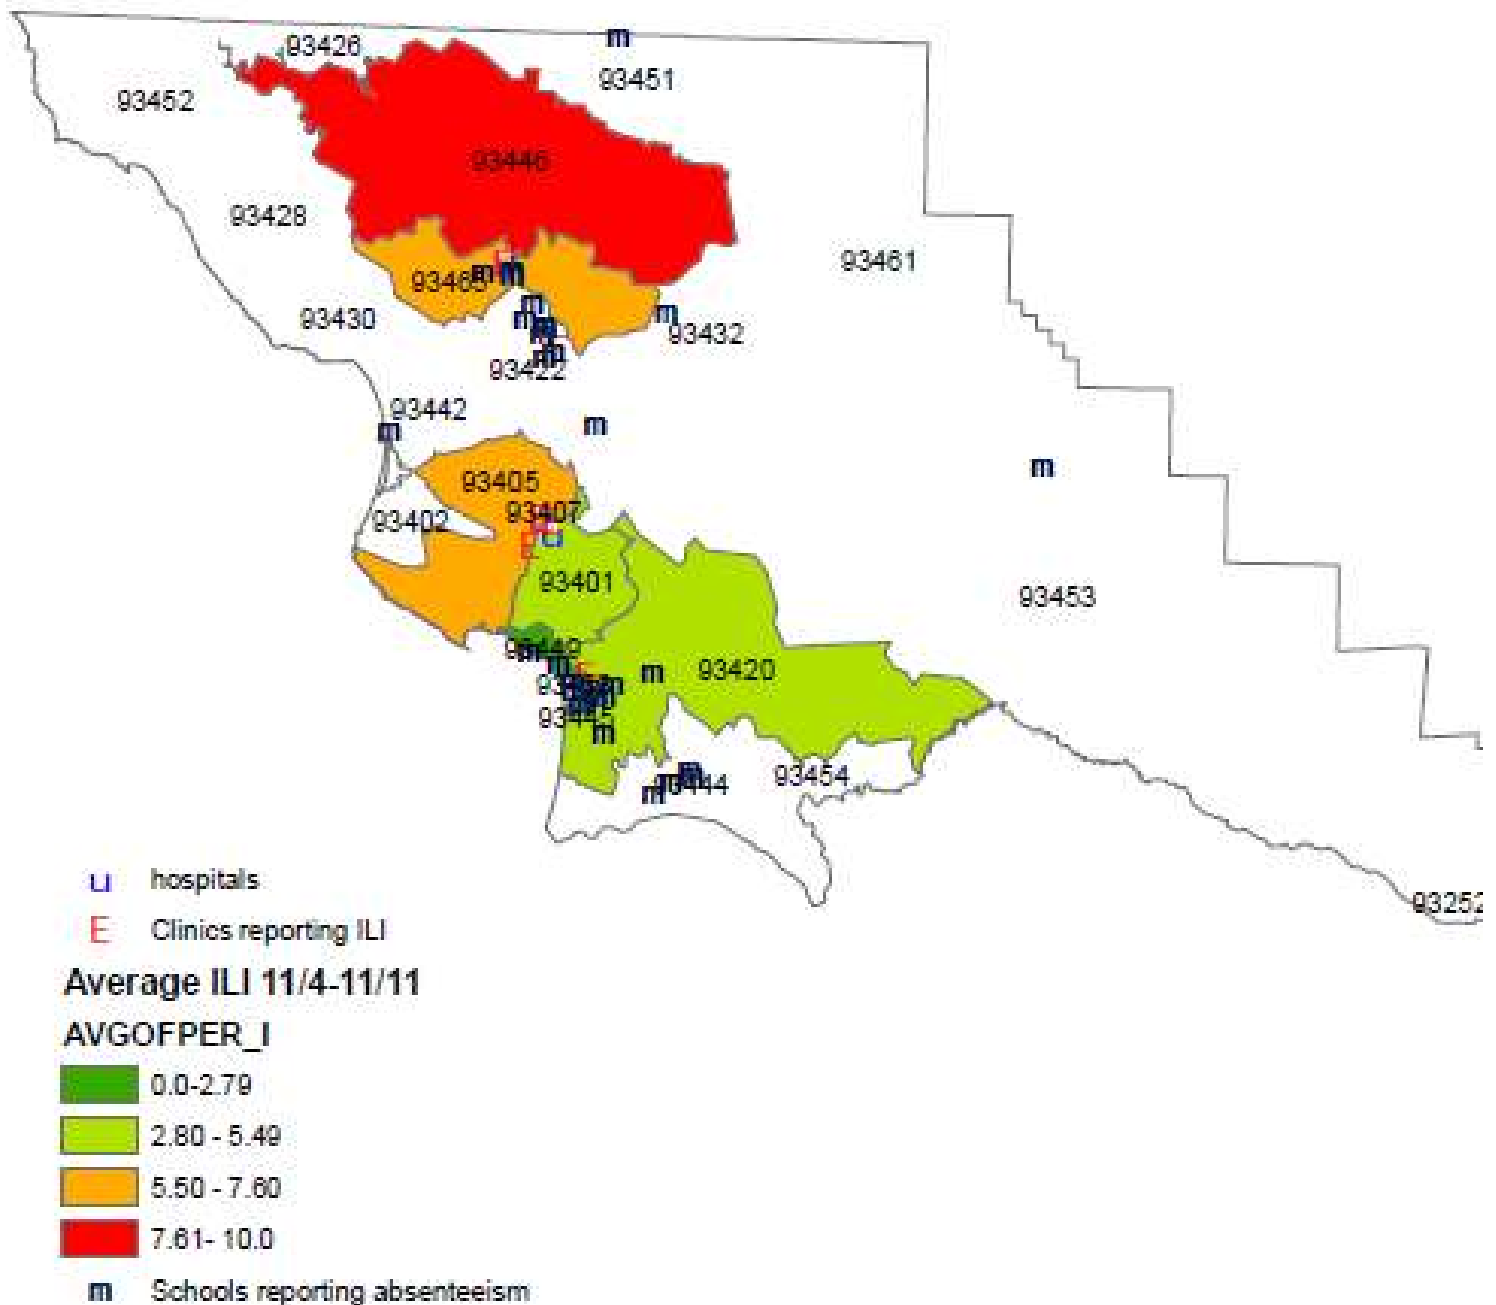 93426
m
93451
93452
93446
93428
93461
m m
m
m
m
93430
93432
m
m
m
93422
93442
m
m
m
93405
93407
93402
E
93401
m
m
93420
m
93445
m
93454
m
m
hospitals
E Clinics reporting ILI
93252
Average ILI 11/4-11/11
AVGOFPER_I
0.0-2.79
2.80 - 5.49
5.50 - 7.60
7.61- 10.0
m Schools reporting absenteeism
93453